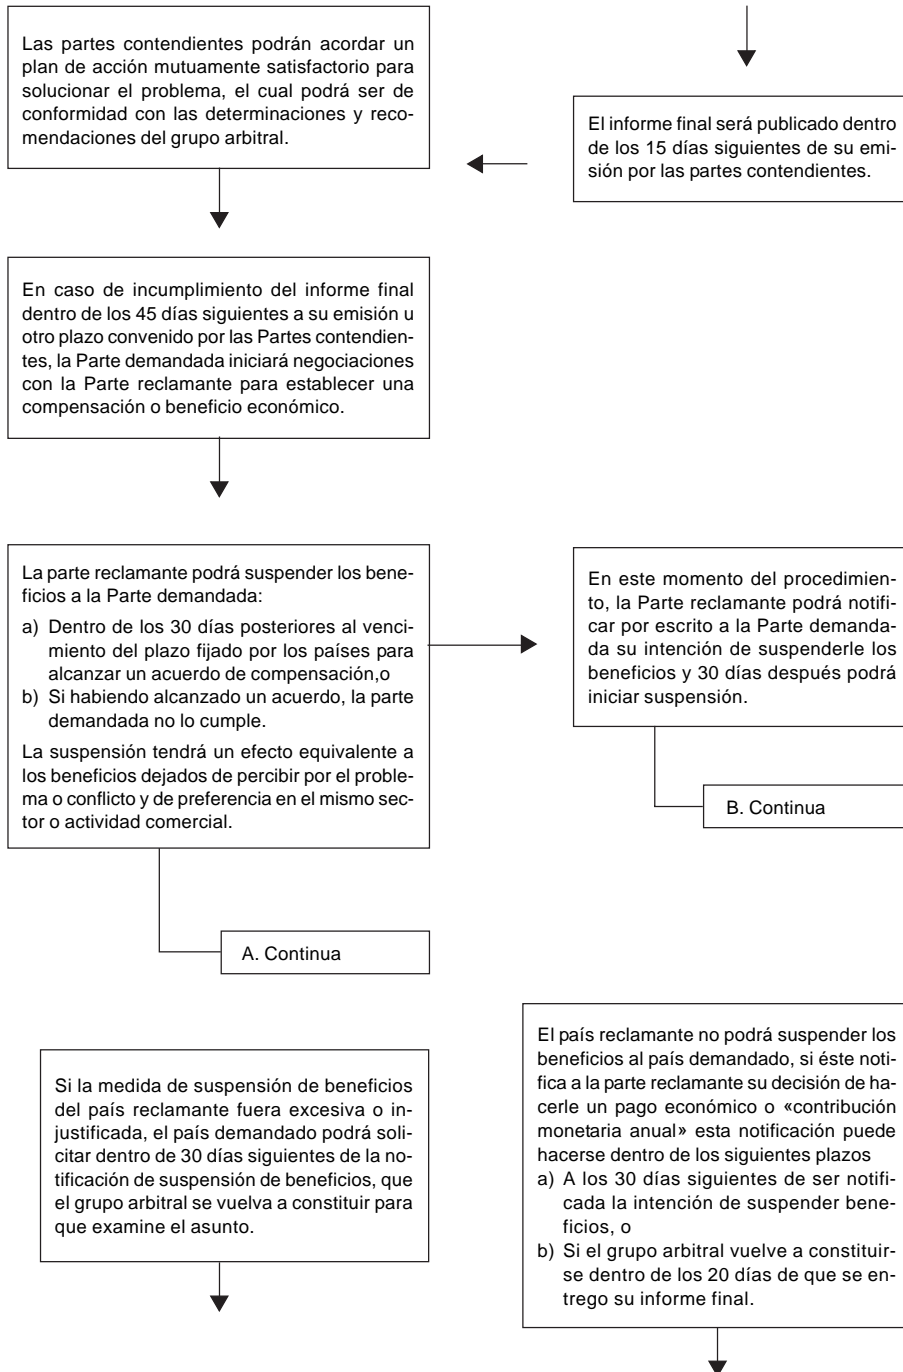 Las partes contendientes podrán acordar un
plan de acción mutuamente satisfactorio para
solucionar el problema, el cual podrá ser de
conformidad con las determinaciones y reco-
mendaciones del grupo arbitral.
El informe final será publicado dentro
de los 15 días siguientes de su emi-
sión por las partes contendientes.
En caso de incumplimiento del informe final
dentro de los 45 días siguientes a su emisión u
otro plazo convenido por las Partes contendien-
tes, la Parte demandada iniciará negociaciones
con la Parte reclamante para establecer una
compensación o beneficio económico.
La parte reclamante podrá suspender los bene-
ficios a la Parte demandada:
a) Dentro de los 30 días posteriores al venci-
miento del plazo fijado por los países para
alcanzar un acuerdo de compensación,o
b) Si habiendo alcanzado un acuerdo, la parte
demandada no lo cumple.
La suspensión tendrá un efecto equivalente a
los beneficios dejados de percibir por el proble-
ma o conflicto y de preferencia en el mismo sec-
tor o actividad comercial.
En este momento del procedimien-
to, la Parte reclamante podrá notifi-
car por escrito a la Parte demanda-
da su intención de suspenderle los
beneficios y 30 días después podrá
iniciar suspensión.
B. Continua
A. Continua
Si la medida de suspensión de beneficios
del país reclamante fuera excesiva o in-
justificada, el país demandado podrá soli-
citar dentro de 30 días siguientes de la no-
tificación de suspensión de beneficios, que
el grupo arbitral se vuelva a constituir para
que examine el asunto.
El país reclamante no podrá suspender los
beneficios al país demandado, si éste noti-
fica a la parte reclamante su decisión de ha-
cerle un pago económico o «contribución
monetaria anual» esta notificación puede
hacerse dentro de los siguientes plazos
a) A los 30 días siguientes de ser notifi-
cada la intención de suspender bene-
ficios, o
b) Si el grupo arbitral vuelve a constituir-
se dentro de los 20 días de que se en-
trego su informe final.